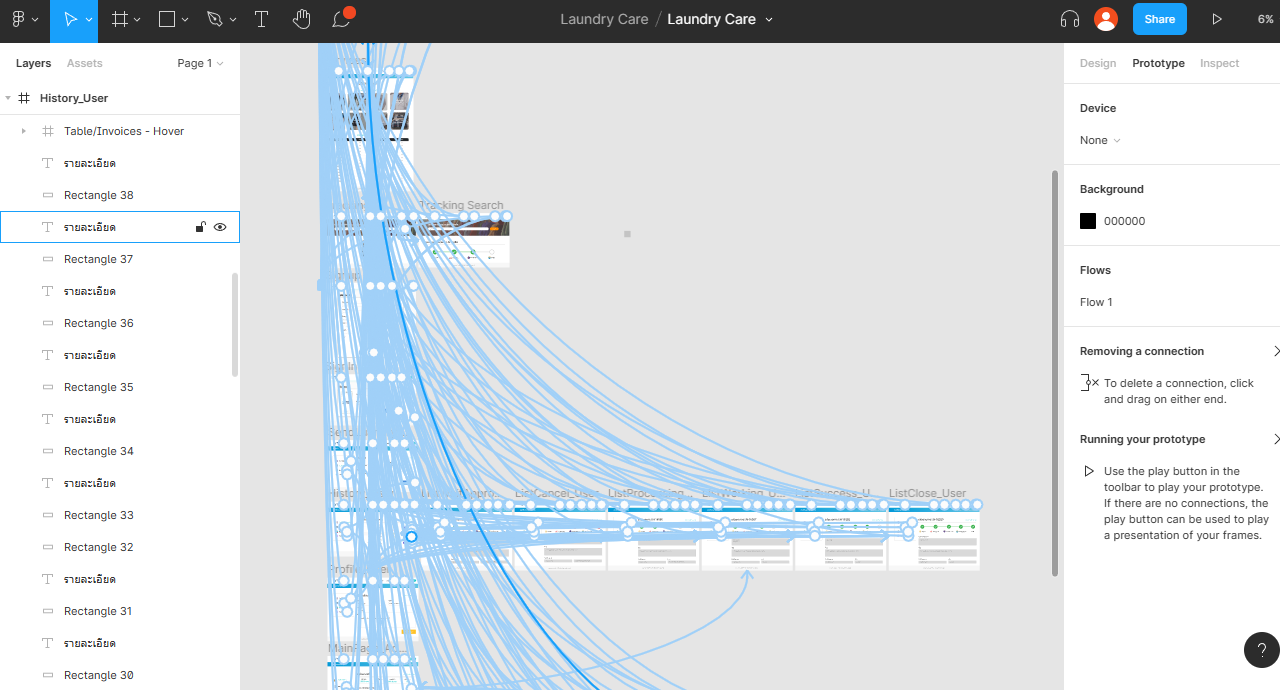 Laundry Care / Laundry Care
Share
6%
Layers
Assets
Page 1
History_User
Table/Invoices - Hover
รายละเอียด
Rectangle 38
รายละเอียด
Rectangle 37
รายละเอียด
Rectangle 36
รายละเอียด
Rectangle 35
รายละเอียด
Rectangle 34
รายละเอียด
Rectangle 33
Rectangle 32
รายละเอียด
Rectangle 31
รายละเอียด
Rectangle 30
Tracking Search
ListCancel_User
ListClose_User
Design
Prototype
Inspect
Device
None
Background
000000
Flows
Flow 1
Removing a connection
To delete a connection, click
and drag on either end.
Running your prototype
Use the play button in the
toolbar to play your prototype.
If there are no connections, the
play button can be used to play
a presentation of your frames.
?